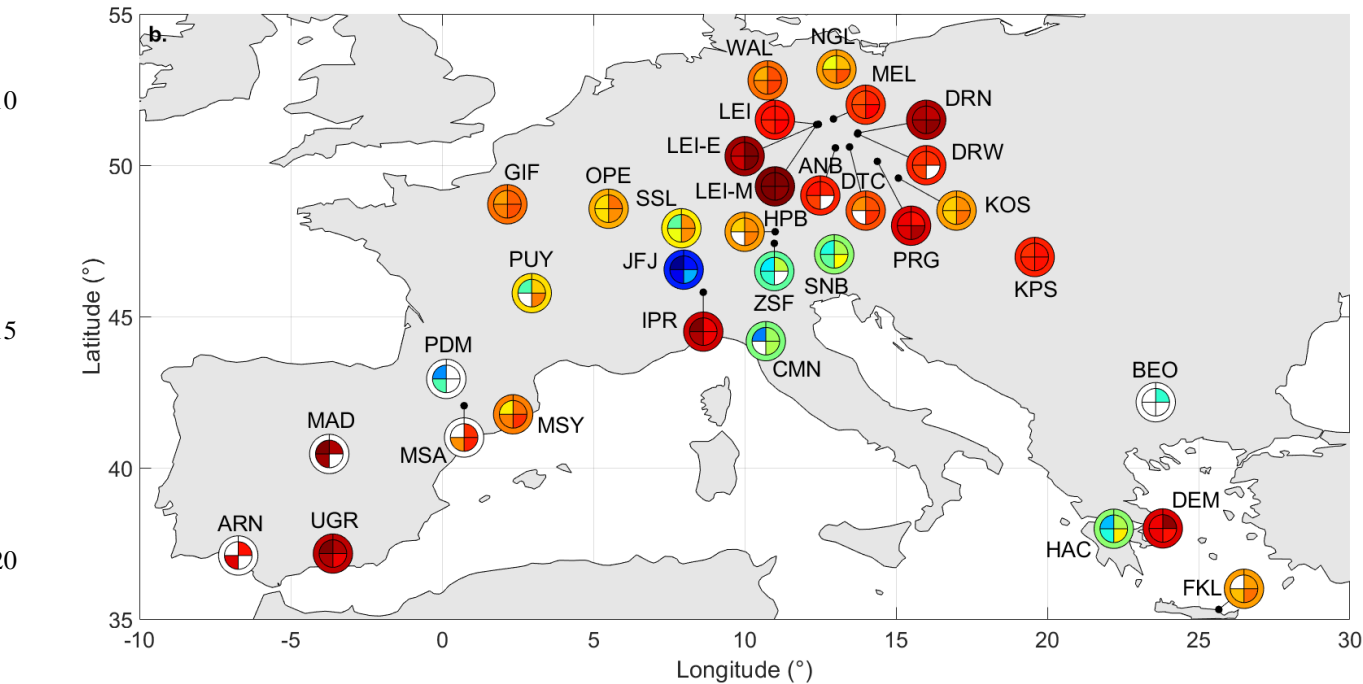 55
b.
NGL
WAL
MEL
10
LEI
DRN
LEI-E
ANB
DRW
50
GIF
OPE
LEI-M
DTC
SSL
HPB
KOS
PUY
JFJ
SNB
PRG
ZSF
KPS
15
45
IPR
PDM
CMN
BEO
MAD
MSY
MSA
40
ARN
UGR
DEM
HAC
20
FKL
35
-10
-5
0
5
10
15
20
25
30
Latitude (°)
Longitude (°)